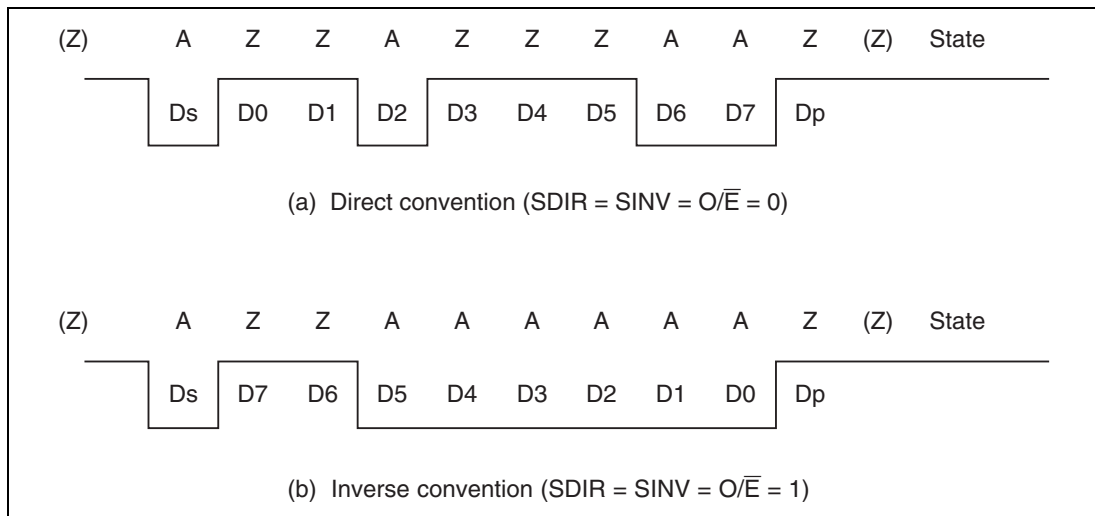 (Z) A Z Z A Z Z Z A A Z (Z) State
Ds D0 D1 D2 D3 D4 D5 D6 D7 Dp
(a) Direct convention (SDIR = SINV = O/E̅ = 0)
(Z) A Z Z A A A A A A Z (Z) State
Ds D7 D6 D5 D4 D3 D2 D1 D0 Dp
(b) Inverse convention (SDIR = SINV = O/E̅ = 1)